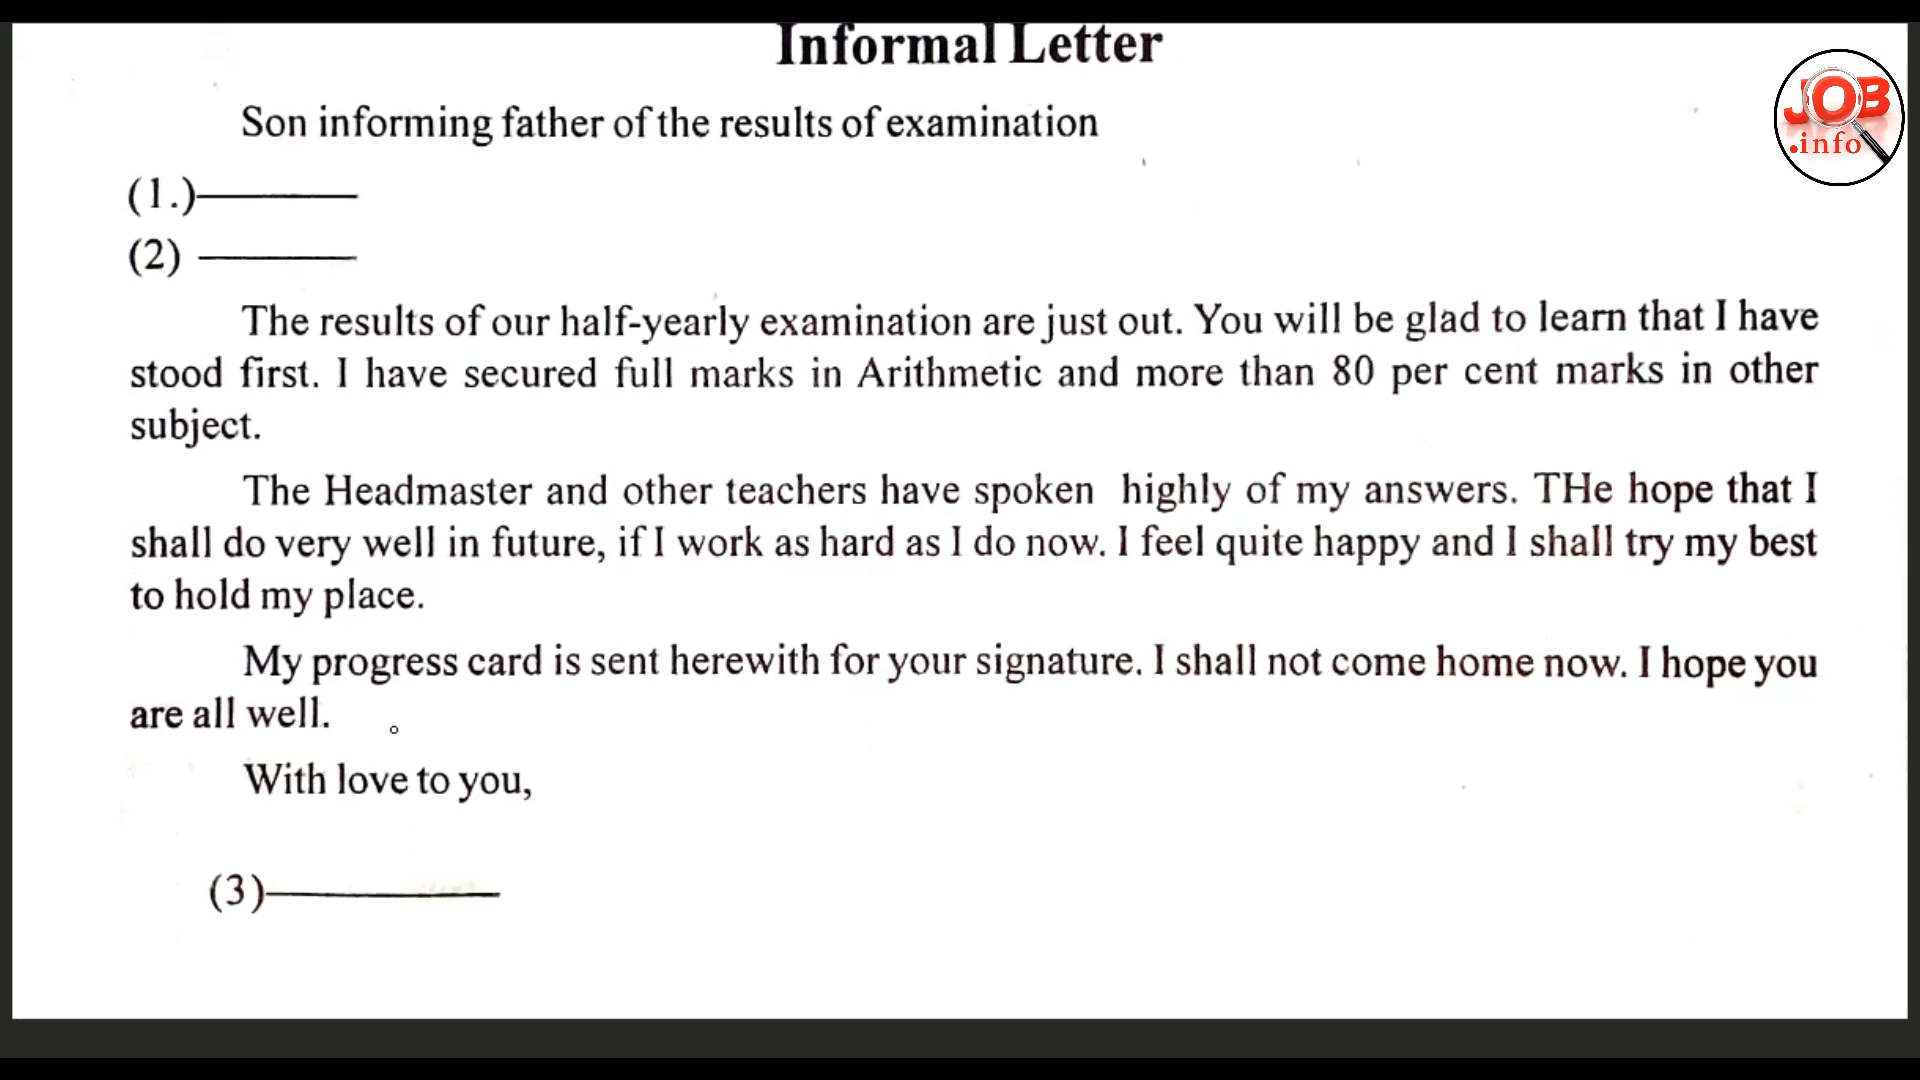 Informal Letter
JOB
.info
Son informing father of the results of examination
(1.)
(2)
The results of our half-yearly examination are just out. You will be glad to learn that I have
stood first. I have secured full marks in Arithmetic and more than 80 per cent marks in other
subject.
The Headmaster and other teachers have spoken highly of my answers. THe hope that I
shall do very well in future, if I work as hard as I do now. I feel quite happy and I shall try my best
to hold my place.
My progress card is sent herewith for your signature. I shall not come home now. I hope you
are all well.
With love to you,
(3)